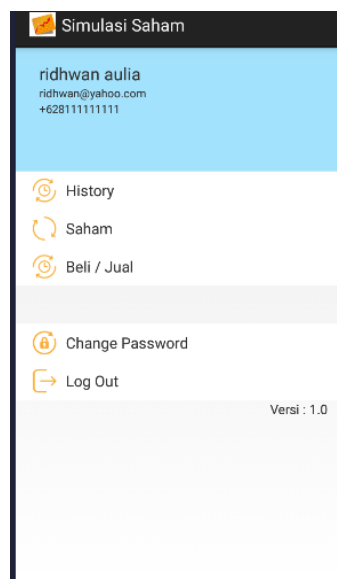 Simulasi Saham
ridhwan aulia
ridhwan@yahoo.com
+628111111111
History
Saham
Beli / Jual
Change Password
Log Out
Versi : 1.0